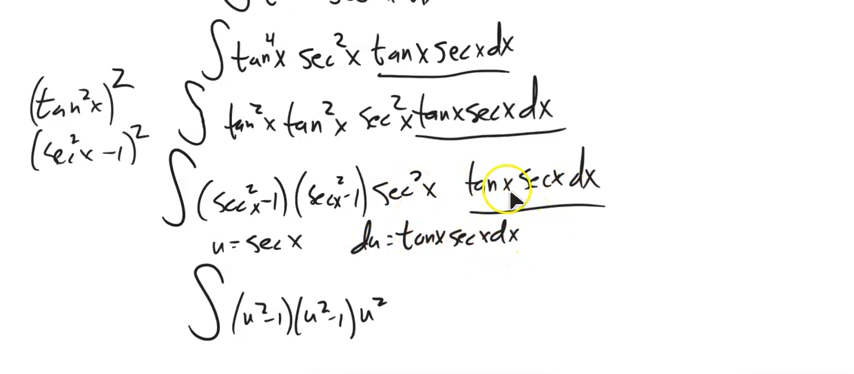 ∫ tan⁴x sec²x tanx secx dx
(tan²x)²
∫ tan²x tan²x sec²x tanx secx dx
(sec²x -1)²
∫ (sec²x -1)(sec²x -1) sec²x tanx secx dx
u = secx du = tanx secx dx
∫ (u²-1)(u²-1)u²